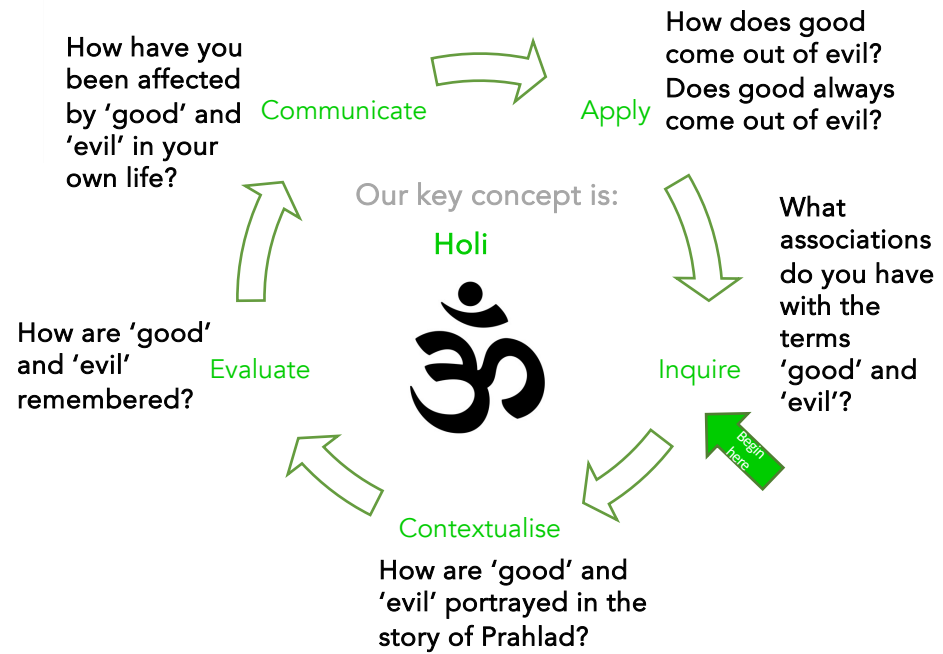 How have you
been affected
by ‘good’ and
‘evil’ in your
own life?
Communicate
Apply
How does good
come out of evil?
Does good always
come out of evil?
Our key concept is:
Holi
ॐ
What
associations
do you have
with the
terms
‘good’ and
‘evil’?
Inquire
Begin
here
How are ‘good’
and ‘evil’
remembered?
Evaluate
Contextualise
How are ‘good’ and
‘evil’ portrayed in the
story of Prahlad?